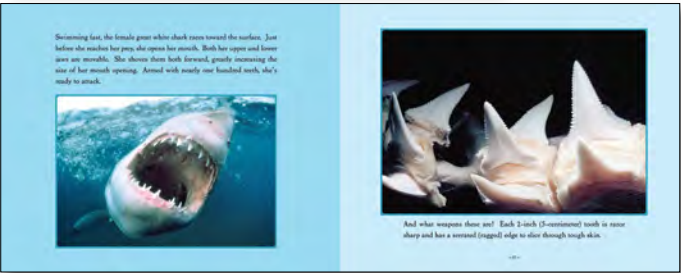 Swimming fast, the female great white shark races toward the surface. Just
before she reaches her prey, she opens her mouth. Both her upper and lower
jaws are movable. She shoves them both forward, greatly increasing the
size of her mouth opening. Armed with nearly one hundred teeth, she's
ready to attack.
And what weapons these are! Each 2-inch (5-centimeter) tooth is razor
sharp and has a serrated (ragged) edge to slice through tough skin.